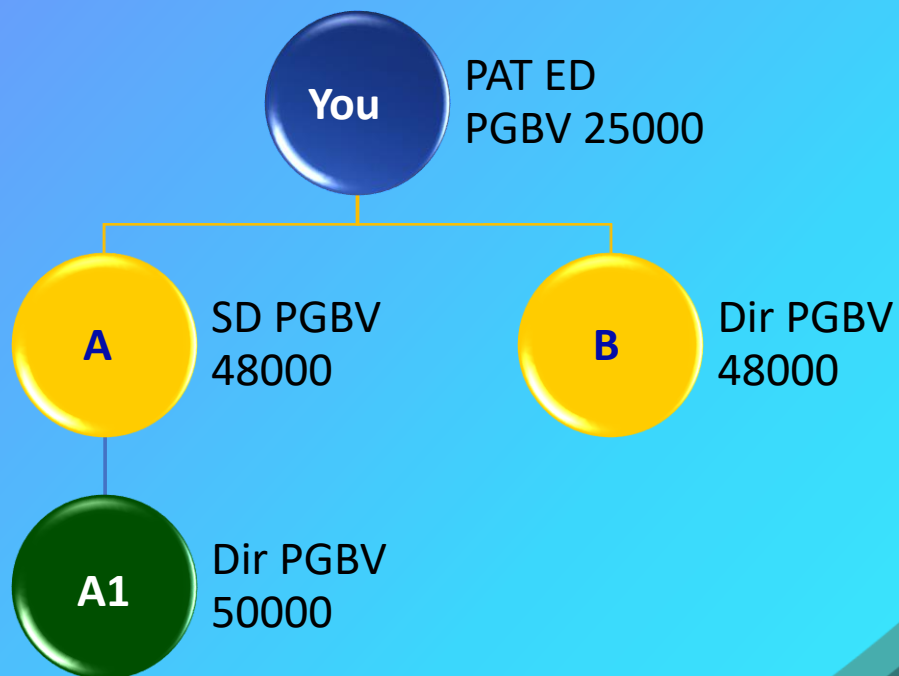 You
PAT ED
PGBV 25000
A
SD PGBV
48000
B
Dir PGBV
48000
A1
Dir PGBV
50000